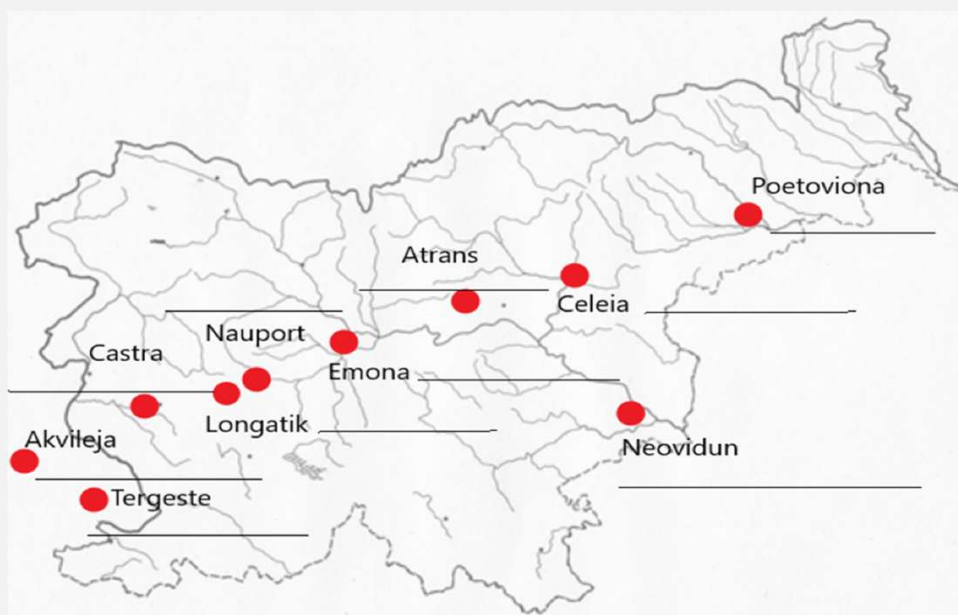 Poetoviona
Atrans
Celeia
Nauport
Castra
Emona
Longatik
Akvileja
Neovidun
Tergeste